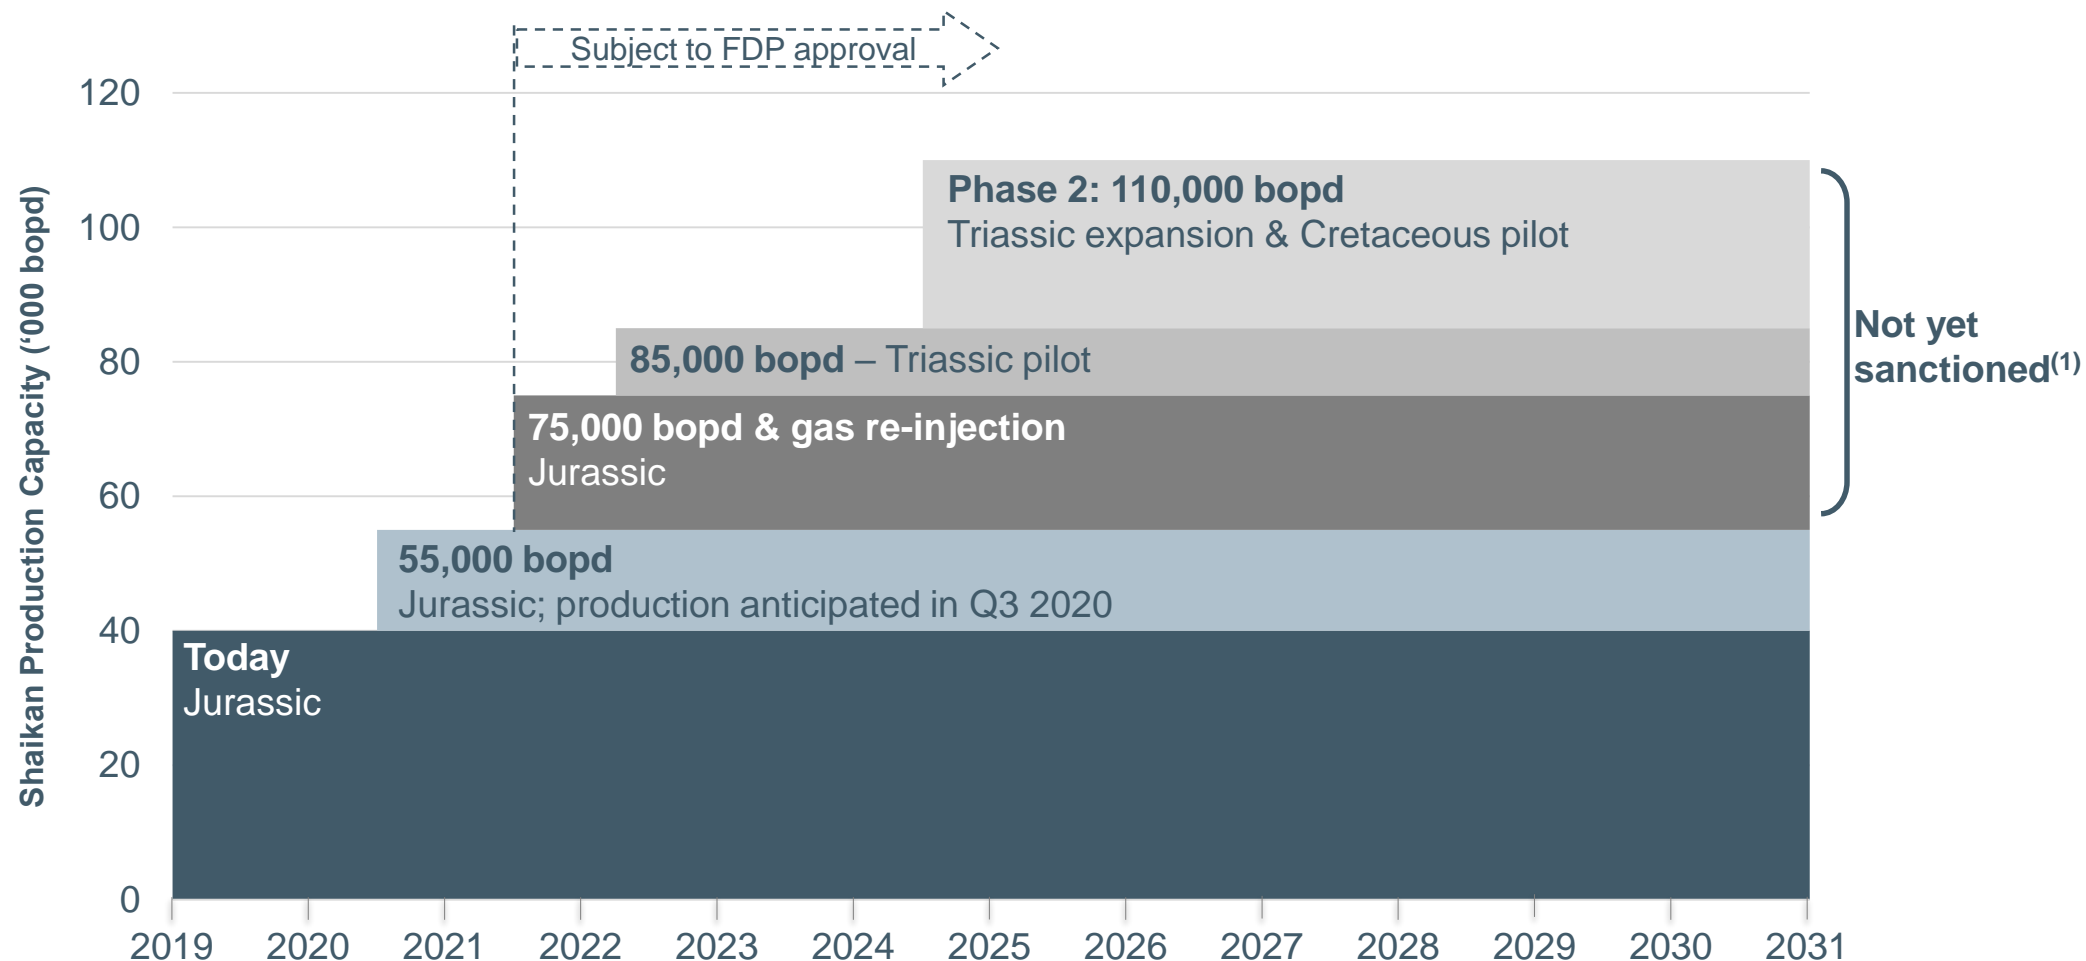 Subject to FDP approval
Shaikan Production Capacity (‘000 bopd)
120
100
80
60
40
20
0
Phase 2: 110,000 bopd
Triassic expansion & Cretaceous pilot
85,000 bopd – Triassic pilot
75,000 bopd & gas re-injection
Jurassic
55,000 bopd
Jurassic; production anticipated in Q3 2020
Today
Jurassic
Not yet
sanctioned(1)
2019 2020 2021 2022 2023 2024 2025 2026 2027 2028 2029 2030 2031